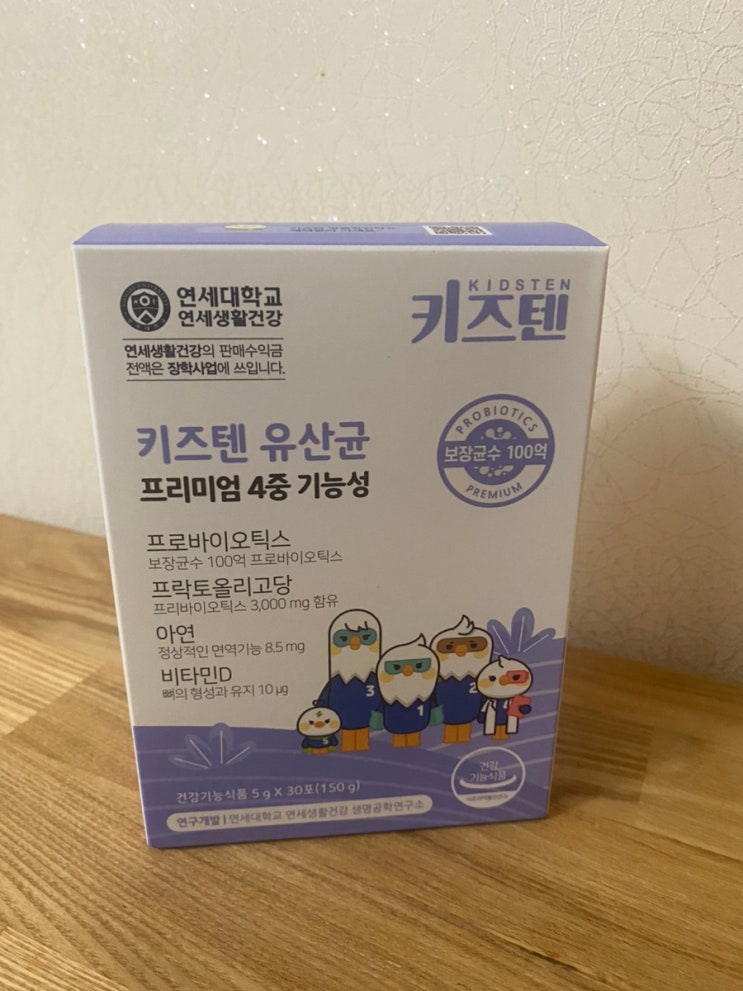 연세대학교
연세생활건강
연세생활건강의 판매수익금
전액은 장학사업에 쓰입니다.
KIDSTEN
키즈텐
키즈텐 유산균
프리미엄 4중 기능성
PROBIOTICS
보장균수 100억
PREMIUM
프로바이오틱스
보장균수 100억 프로바이오틱스
프락토올리고당
프리바이오틱스 3,000 mg 함유
아연
정상적인 면역기능 8.5 mg
비타민D
뼈의 형성과 유지 10 μg
3
1
2
5
건강
기능식품
건강기능식품 5 g X 30포(150 g)
연구개발 | 연세대학교 연세생활건강 생명공학연구소